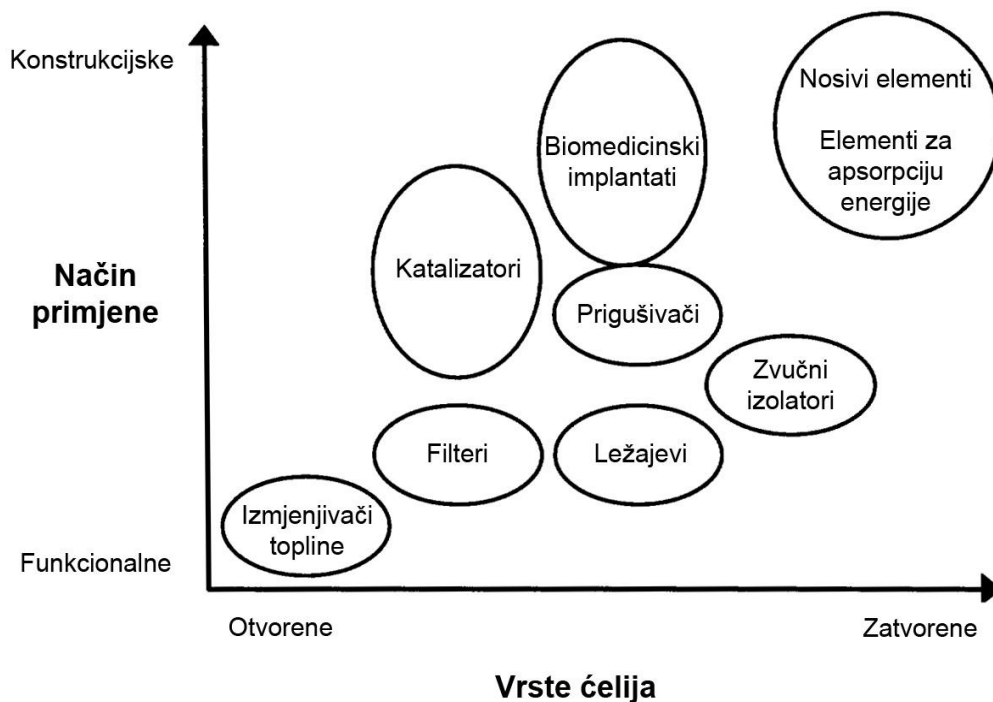 Konstrukcijske
Nosivi elementi
Elementi za
apsorpciju
energije
Biomedicinski
implantati
Katalizatori
Način
primjene
Prigušivači
Zvučni
izolatori
Filteri
Ležajevi
Izmjenjivači
topline
Funkcionalne
Otvorene
Zatvorene
Vrste ćelija